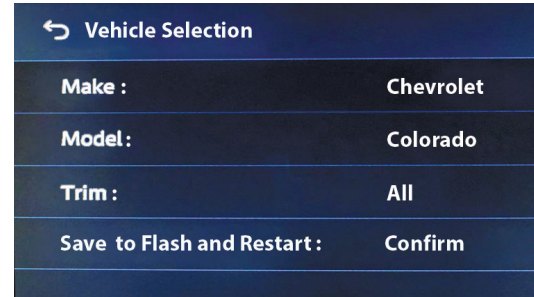 Vehicle Selection
Make : Chevrolet
Model: Colorado
Trim : All
Save to Flash and Restart : Confirm